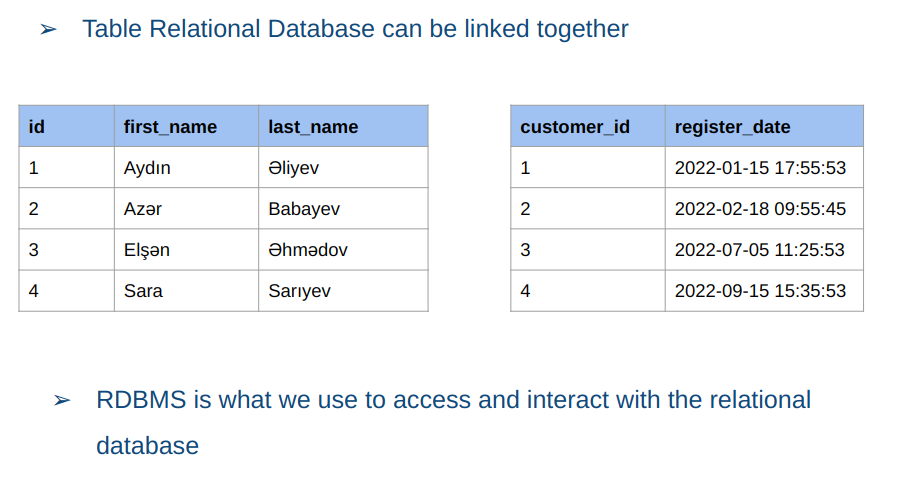 ➢ Table Relational Database can be linked together
id first_name last_name
1 Aydın Əliyev
2 Azər Babayev
3 Elşən Əhmədov
4 Sara Sarıyev
customer_id register_date
1 2022-01-15 17:55:53
2 2022-02-18 09:55:45
3 2022-07-05 11:25:53
4 2022-09-15 15:35:53
➢ RDBMS is what we use to access and interact with the relational
database